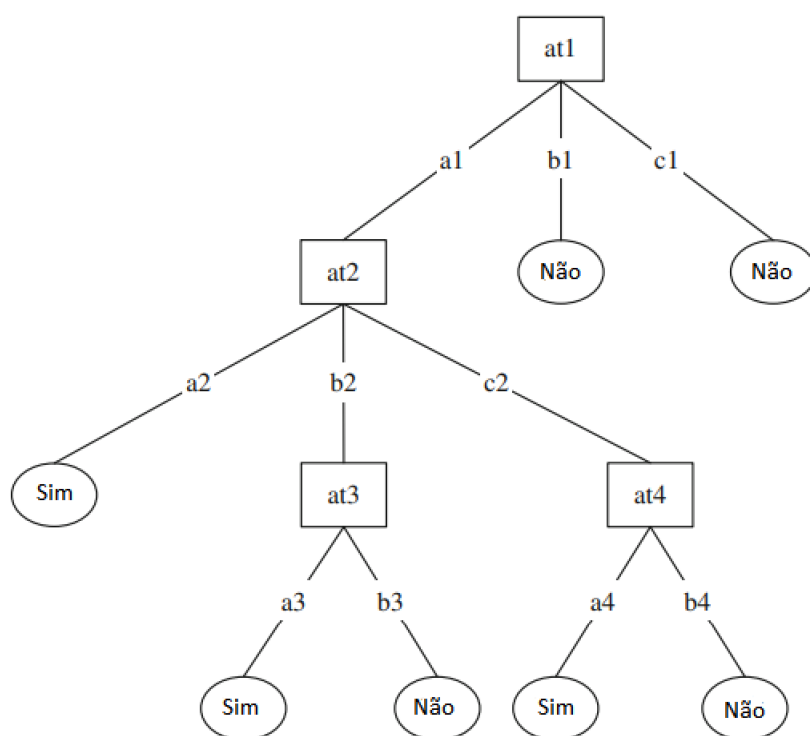 at1
a1 b1 c1
at2 Não Não
a2 b2 c2
Sim at3 at4
a3 b3 a4 b4
Sim Não Sim Não